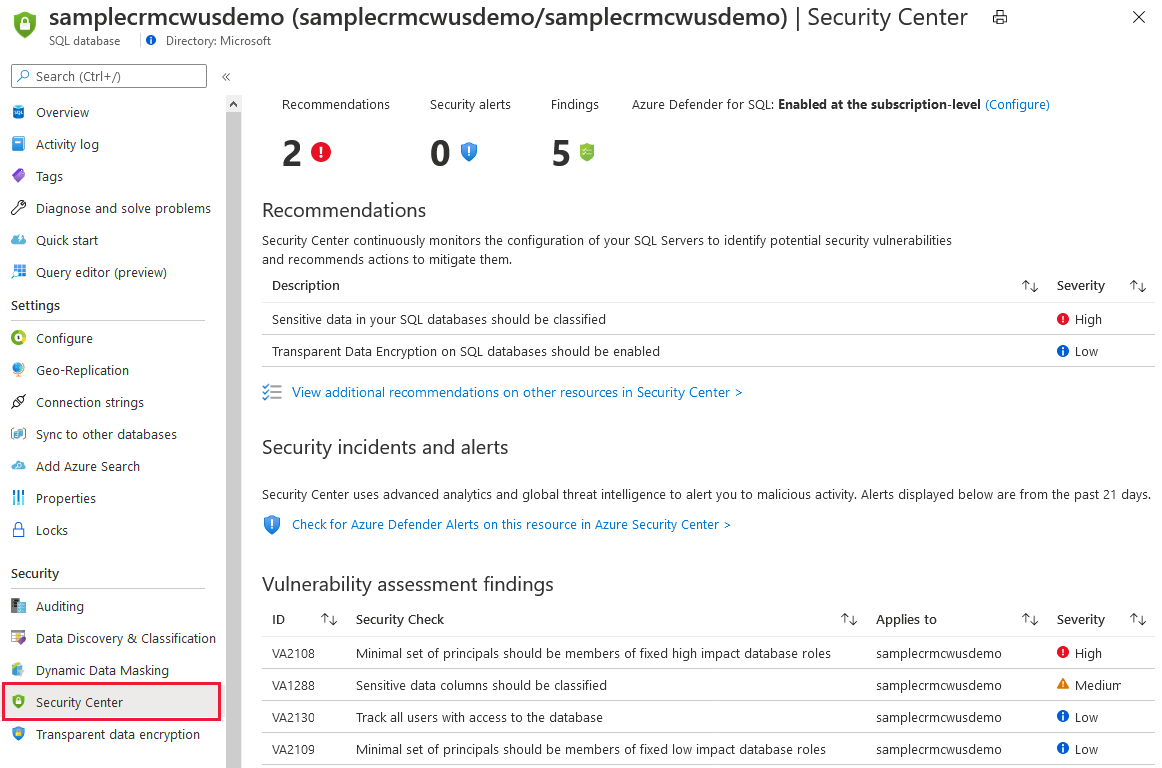 samplecrmcwusdemo (samplecrmcwusdemo/samplecrmcwusdemo) | Security Center
SQL database
Directory: Microsoft
Search (Ctrl+/)
«
Overview
Activity log
Tags
Diagnose and solve problems
Quick start
Query editor (preview)
Settings
Configure
Geo-Replication
Connection strings
Sync to other databases
Add Azure Search
Properties
Locks
Security
Auditing
Data Discovery & Classification
Dynamic Data Masking
Security Center
Transparent data encryption
Recommendations Security alerts Findings Azure Defender for SQL: Enabled at the subscription-level (Configure)
2 0 5
Recommendations
Security Center continuously monitors the configuration of your SQL Servers to identify potential security vulnerabilities
and recommends actions to mitigate them.
Description Severity
Sensitive data in your SQL databases should be classified High
Transparent Data Encryption on SQL databases should be enabled Low
View additional recommendations on other resources in Security Center >
Security incidents and alerts
Security Center uses advanced analytics and global threat intelligence to alert you to malicious activity. Alerts displayed below are from the past 21 days.
Check for Azure Defender Alerts on this resource in Azure Security Center >
Vulnerability assessment findings
ID Security Check Applies to Severity
VA2108 Minimal set of principals should be members of fixed high impact database roles samplecrmcwusdemo High
VA1288 Sensitive data columns should be classified samplecrmcwusdemo Medium
VA2130 Track all users with access to the database samplecrmcwusdemo Low
VA2109 Minimal set of principals should be members of fixed low impact database roles samplecrmcwusdemo Low